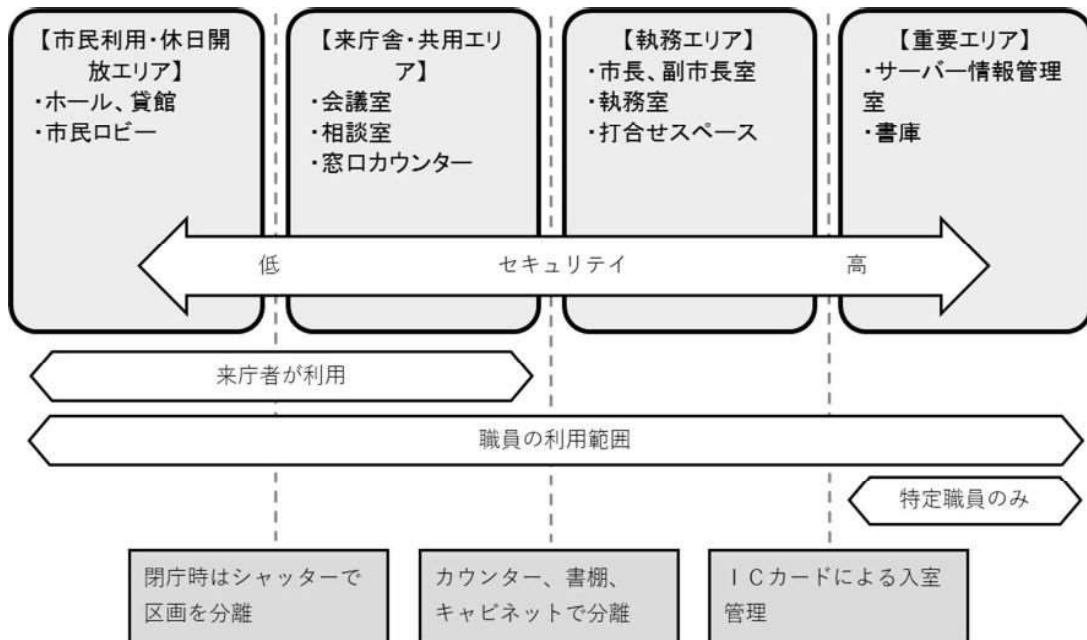 【市民利用・休日開
放エリア】
・ホール、貸館
・市民ロビー
【来庁舎・共用エリ
ア】
・会議室
・相談室
・窓口カウンター
【執務エリア】
・市長、副市長室
・執務室
・打合せスペース
【重要エリア】
・サーバー情報管理
室
・書庫
低
セキュリテイ
高
来庁者が利用
職員の利用範囲
特定職員のみ
閉庁時はシャッターで
区画を分離
カウンター、書棚、
キャビネットで分離
ＩＣカードによる入室
管理